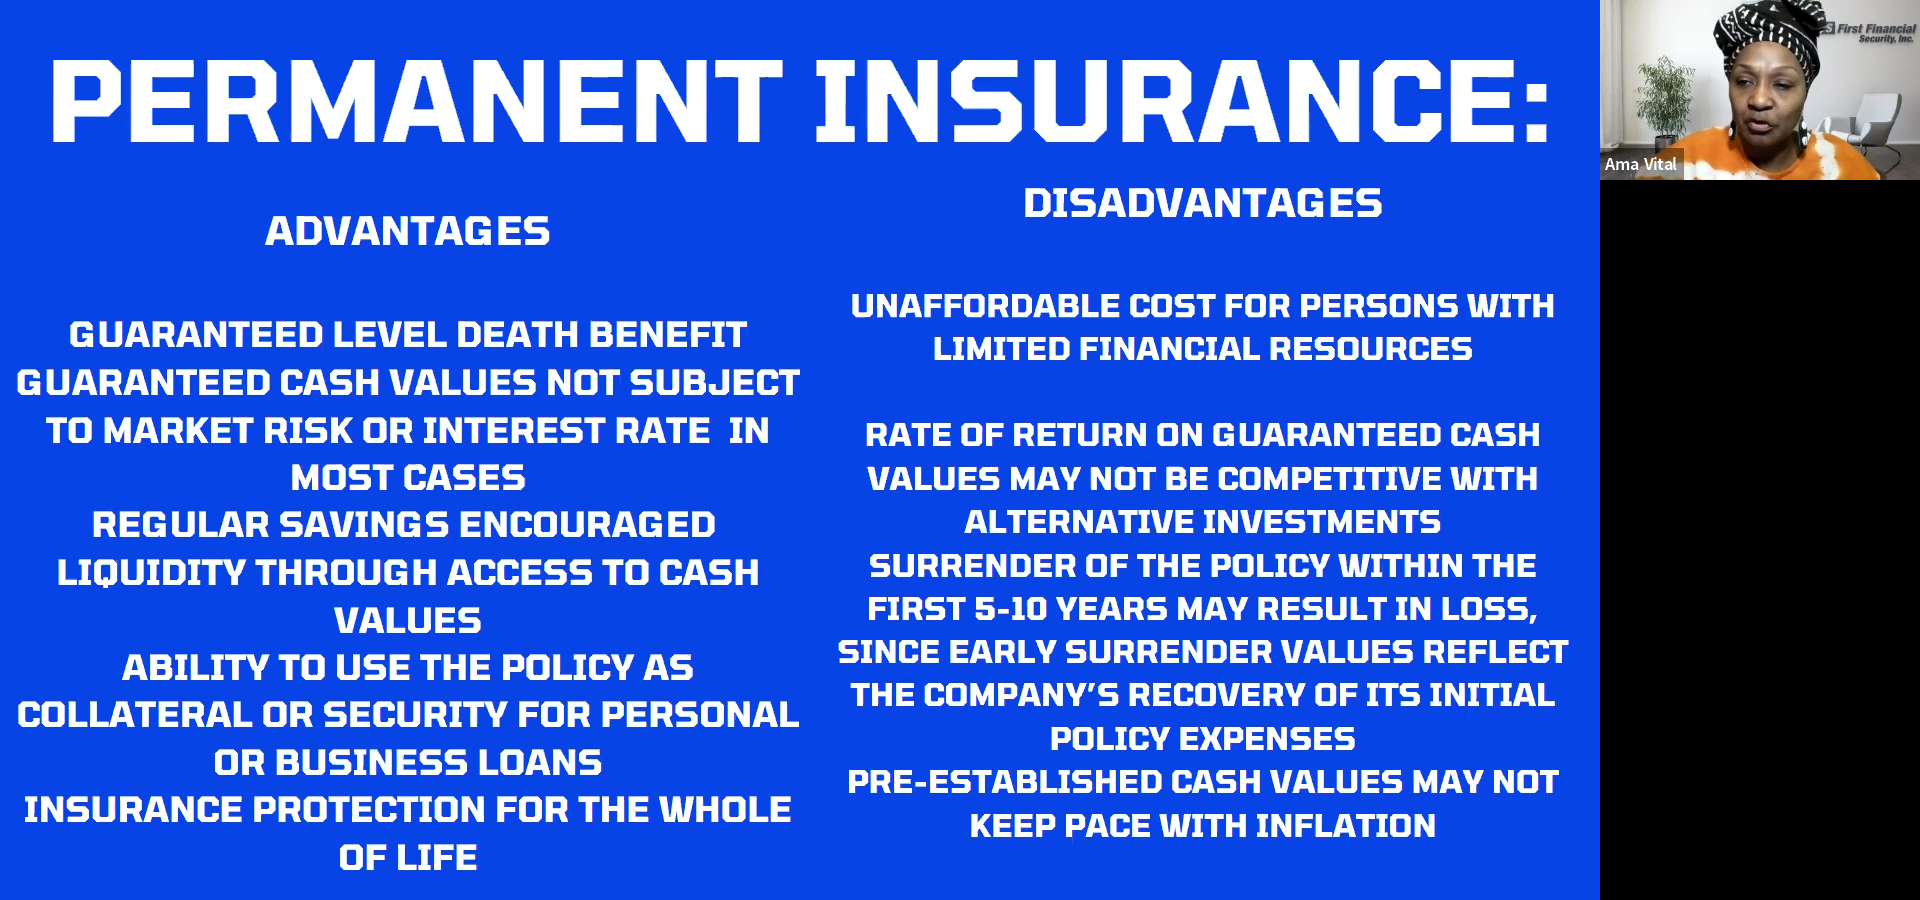 PERMANENT INSURANCE:
ADVANTAGES
GUARANTEED LEVEL DEATH BENEFIT
GUARANTEED CASH VALUES NOT SUBJECT
TO MARKET RISK OR INTEREST RATE IN
MOST CASES
REGULAR SAVINGS ENCOURAGED
LIQUIDITY THROUGH ACCESS TO CASH
VALUES
ABILITY TO USE THE POLICY AS
COLLATERAL OR SECURITY FOR PERSONAL
OR BUSINESS LOANS
INSURANCE PROTECTION FOR THE WHOLE
OF LIFE
DISADVANTAGES
UNAFFORDABLE COST FOR PERSONS WITH
LIMITED FINANCIAL RESOURCES
RATE OF RETURN ON GUARANTEED CASH
VALUES MAY NOT BE COMPETITIVE WITH
ALTERNATIVE INVESTMENTS
SURRENDER OF THE POLICY WITHIN THE
FIRST 5-10 YEARS MAY RESULT IN LOSS,
SINCE EARLY SURRENDER VALUES REFLECT
THE COMPANY'S RECOVERY OF ITS INITIAL
POLICY EXPENSES
PRE-ESTABLISHED CASH VALUES MAY NOT
KEEP PACE WITH INFLATION
First Financial
Security, Inc.
Ama Vital